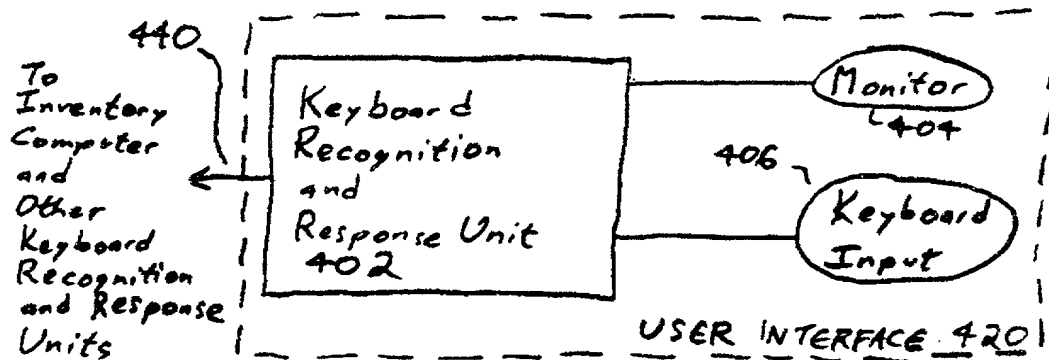 440
To
Inventory
Computer
and
Other
Keyboard
Recognition
and Response
Units
Keyboard
Recognition
and
Response Unit
402
Monitor
404
406
Keyboard
Input
USER INTERFACE 420